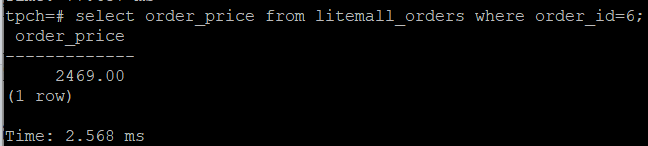 tpch=# select order_price from litemall_orders where order_id=6;
 order_price
-------------
     2469.00
(1 row)

Time: 2.568 ms